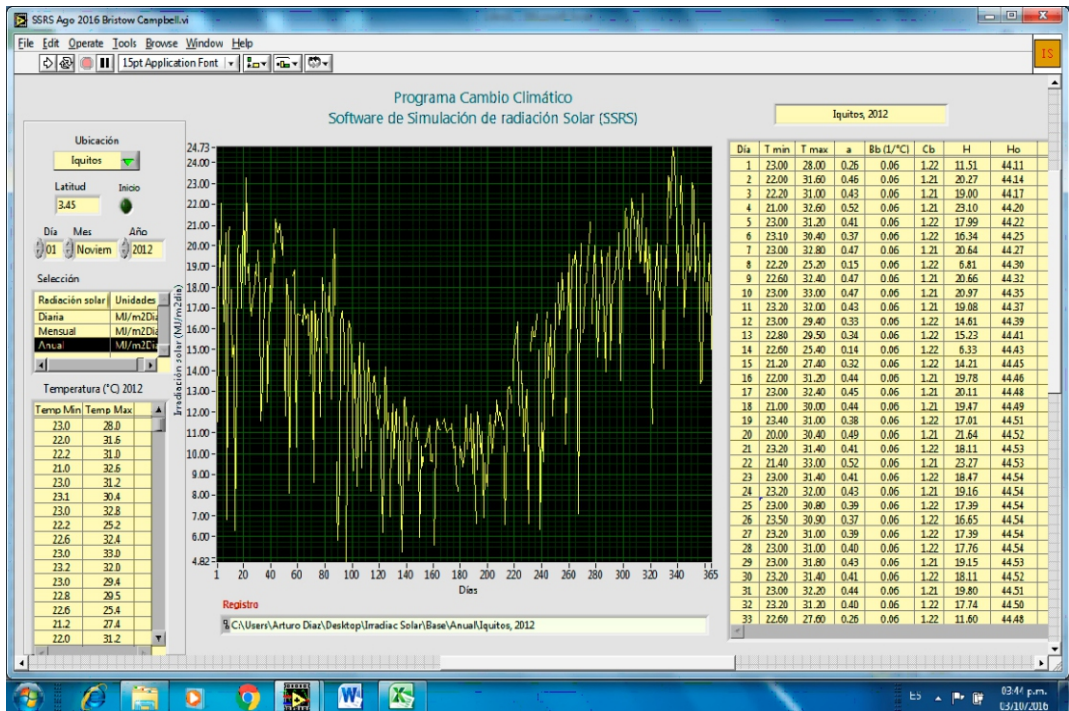 SSRS Ago 2016 Bristow Campbell.vi
File Edit Operate Tools Browse Window Help
15pt Application Font
IS
Programa Cambio Climático
Software de Simulación de radiación Solar (SSRS)
Iquitos, 2012
Ubicación
Iquitos
Latitud Inicio
3.45
Día Mes Año
01 Noviem 2012
Selección
Radiación solar Unidades
Diaria MJ/m2Dia
Mensual MJ/m2Dia
Anual MJ/m2Dia
Temperatura (°C) 2012
Temp Min Temp Max
23.0 28.0
22.0 31.6
22.2 31.0
21.0 32.6
23.0 31.2
23.1 30.4
23.0 32.8
22.2 25.2
22.6 32.4
23.0 33.0
23.2 32.0
23.0 29.4
22.8 29.5
22.6 25.4
21.2 27.4
22.0 31.2
Irradiación solar (MJ/m2dia)
24.73
24.00
23.00
22.00
21.00
20.00
19.00
18.00
17.00
16.00
15.00
14.00
13.00
12.00
11.00
10.00
9.00
8.00
7.00
6.00
4.82
1 20 40 60 80 100 120 140 160 180 200 220 240 260 280 300 320 340 365
Días
Registro
C:\Users\Arturo Diaz\Desktop\Irradiac Solar\Base\Anual\Iquitos, 2012
Día T min T max a Bb (1/°C) Cb H Ho
1 23.00 28.00 0.26 0.06 1.22 11.51 44.11
2 22.00 31.60 0.46 0.06 1.21 20.27 44.14
3 22.20 31.00 0.43 0.06 1.21 19.00 44.17
4 21.00 32.60 0.52 0.06 1.21 23.10 44.20
5 23.00 31.20 0.41 0.06 1.22 17.99 44.22
6 23.10 30.40 0.37 0.06 1.22 16.34 44.25
7 23.00 32.80 0.47 0.06 1.21 20.64 44.27
8 22.20 25.20 0.15 0.06 1.22 6.81 44.30
9 22.60 32.40 0.47 0.06 1.21 20.66 44.32
10 23.00 33.00 0.47 0.06 1.21 20.97 44.35
11 23.20 32.00 0.43 0.06 1.21 19.08 44.37
12 23.00 29.40 0.33 0.06 1.22 14.61 44.39
13 22.80 29.50 0.34 0.06 1.22 15.23 44.41
14 22.60 25.40 0.14 0.06 1.22 6.33 44.43
15 21.20 27.40 0.32 0.06 1.22 14.21 44.45
16 22.00 31.20 0.44 0.06 1.21 19.78 44.46
17 23.00 32.40 0.45 0.06 1.21 20.11 44.48
18 21.00 30.00 0.44 0.06 1.21 19.47 44.49
19 23.40 31.00 0.38 0.06 1.22 17.01 44.51
20 20.00 30.40 0.49 0.06 1.21 21.64 44.52
21 23.20 31.40 0.41 0.06 1.22 18.11 44.53
22 21.40 33.00 0.52 0.06 1.21 23.27 44.53
23 23.00 31.40 0.41 0.06 1.22 18.47 44.54
24 23.20 32.00 0.43 0.06 1.21 19.16 44.54
25 23.00 30.80 0.39 0.06 1.22 17.39 44.54
26 23.50 30.90 0.37 0.06 1.22 16.65 44.54
27 23.20 31.00 0.39 0.06 1.22 17.39 44.54
28 23.00 31.00 0.40 0.06 1.22 17.76 44.54
29 23.00 31.80 0.43 0.06 1.21 19.15 44.53
30 23.20 31.40 0.41 0.06 1.22 18.11 44.52
31 23.00 32.20 0.44 0.06 1.21 19.80 44.51
32 23.20 31.20 0.40 0.06 1.22 17.74 44.50
33 22.60 27.60 0.26 0.06 1.22 11.60 44.48
ES
03:44 p.m.
03/10/2016